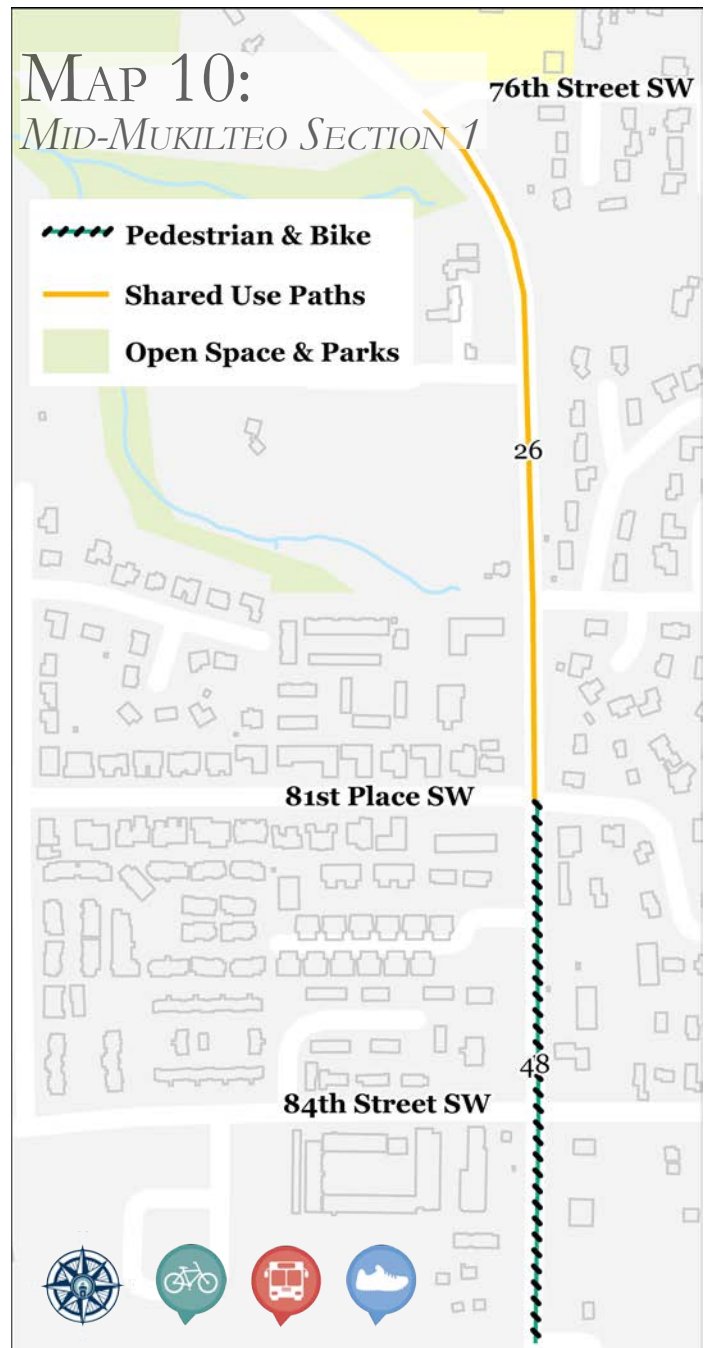 MAP 10:
76th Street SW
MID-MUKILTEO SECTION 1
Pedestrian & Bike
Shared Use Paths
Open Space & Parks
26
81st Place SW
48
84th Street SW